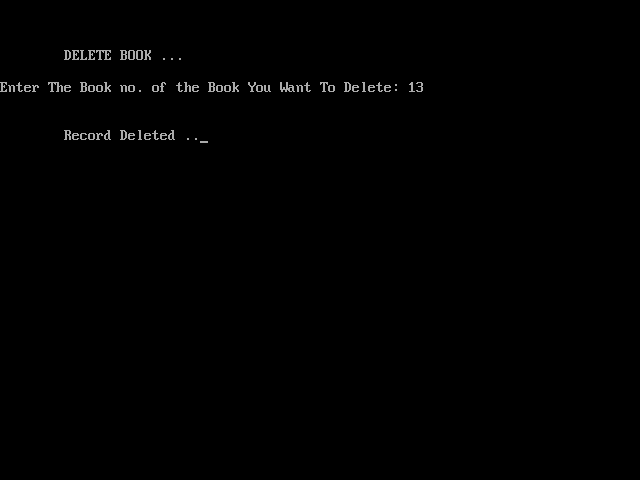 DELETE BOOK ...
Enter The Book no. of the Book You Want To Delete: 13
Record Deleted .._